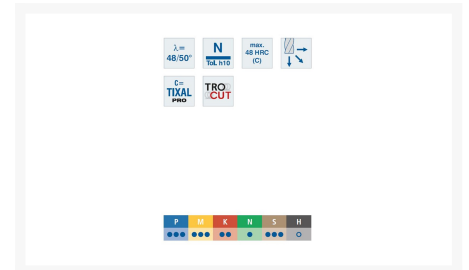 λ=
48/50°
N
Tol. h10
max.
48 HRC
(C)
C=
TIXAL
PRO
TRO
CUT
P M K N S H